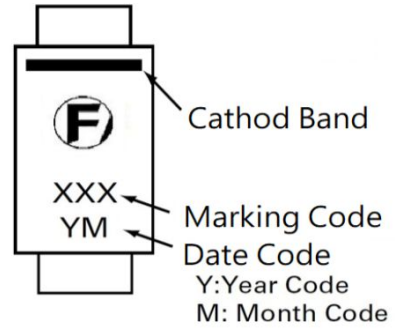 Cathod Band
F
XXX
Marking Code
YM
Date Code
Y:Year Code
M: Month Code